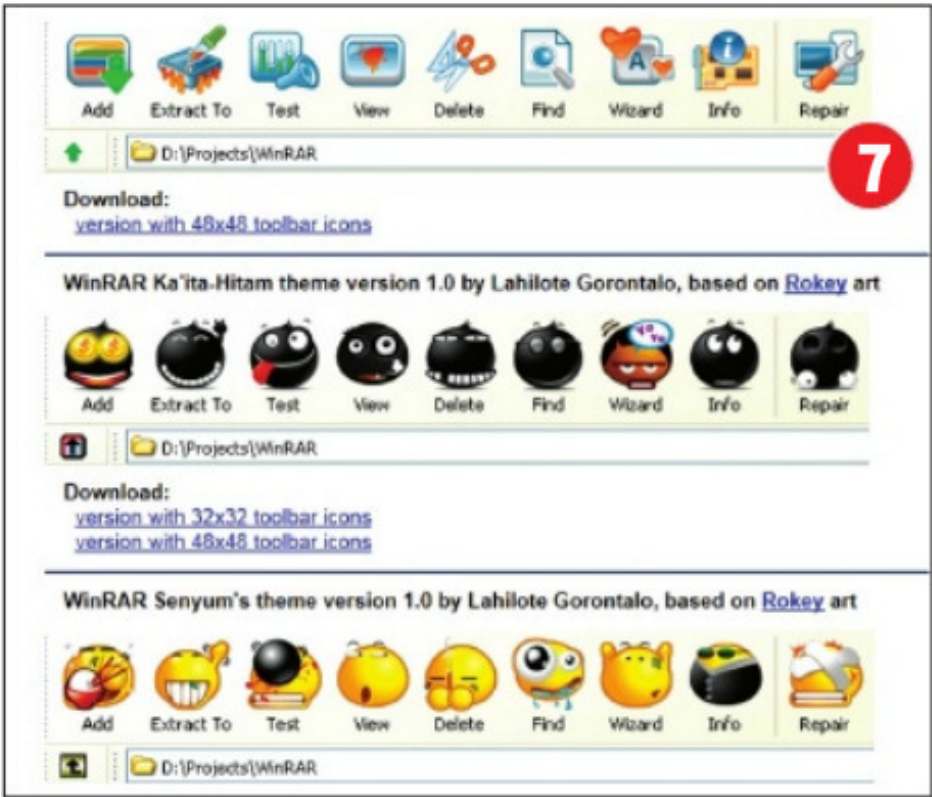 Add Extract To Test View Delete Find Wizard Info Repair
D:\Projects\WinRAR
7
Download:
version with 48x48 toolbar icons
WinRAR Ka'ita-Hitam theme version 1.0 by Lahilote Gorontalo, based on Rokey art
Ya Yu
Add Extract To Test View Delete Find Wizard Info Repair
D:\Projects\WinRAR
Download:
version with 32x32 toolbar icons
version with 48x48 toolbar icons
WinRAR Senyum's theme version 1.0 by Lahilote Gorontalo, based on Rokey art
Add Extract To Test View Delete Find Wizard Info Repair
D:\Projects\WinRAR